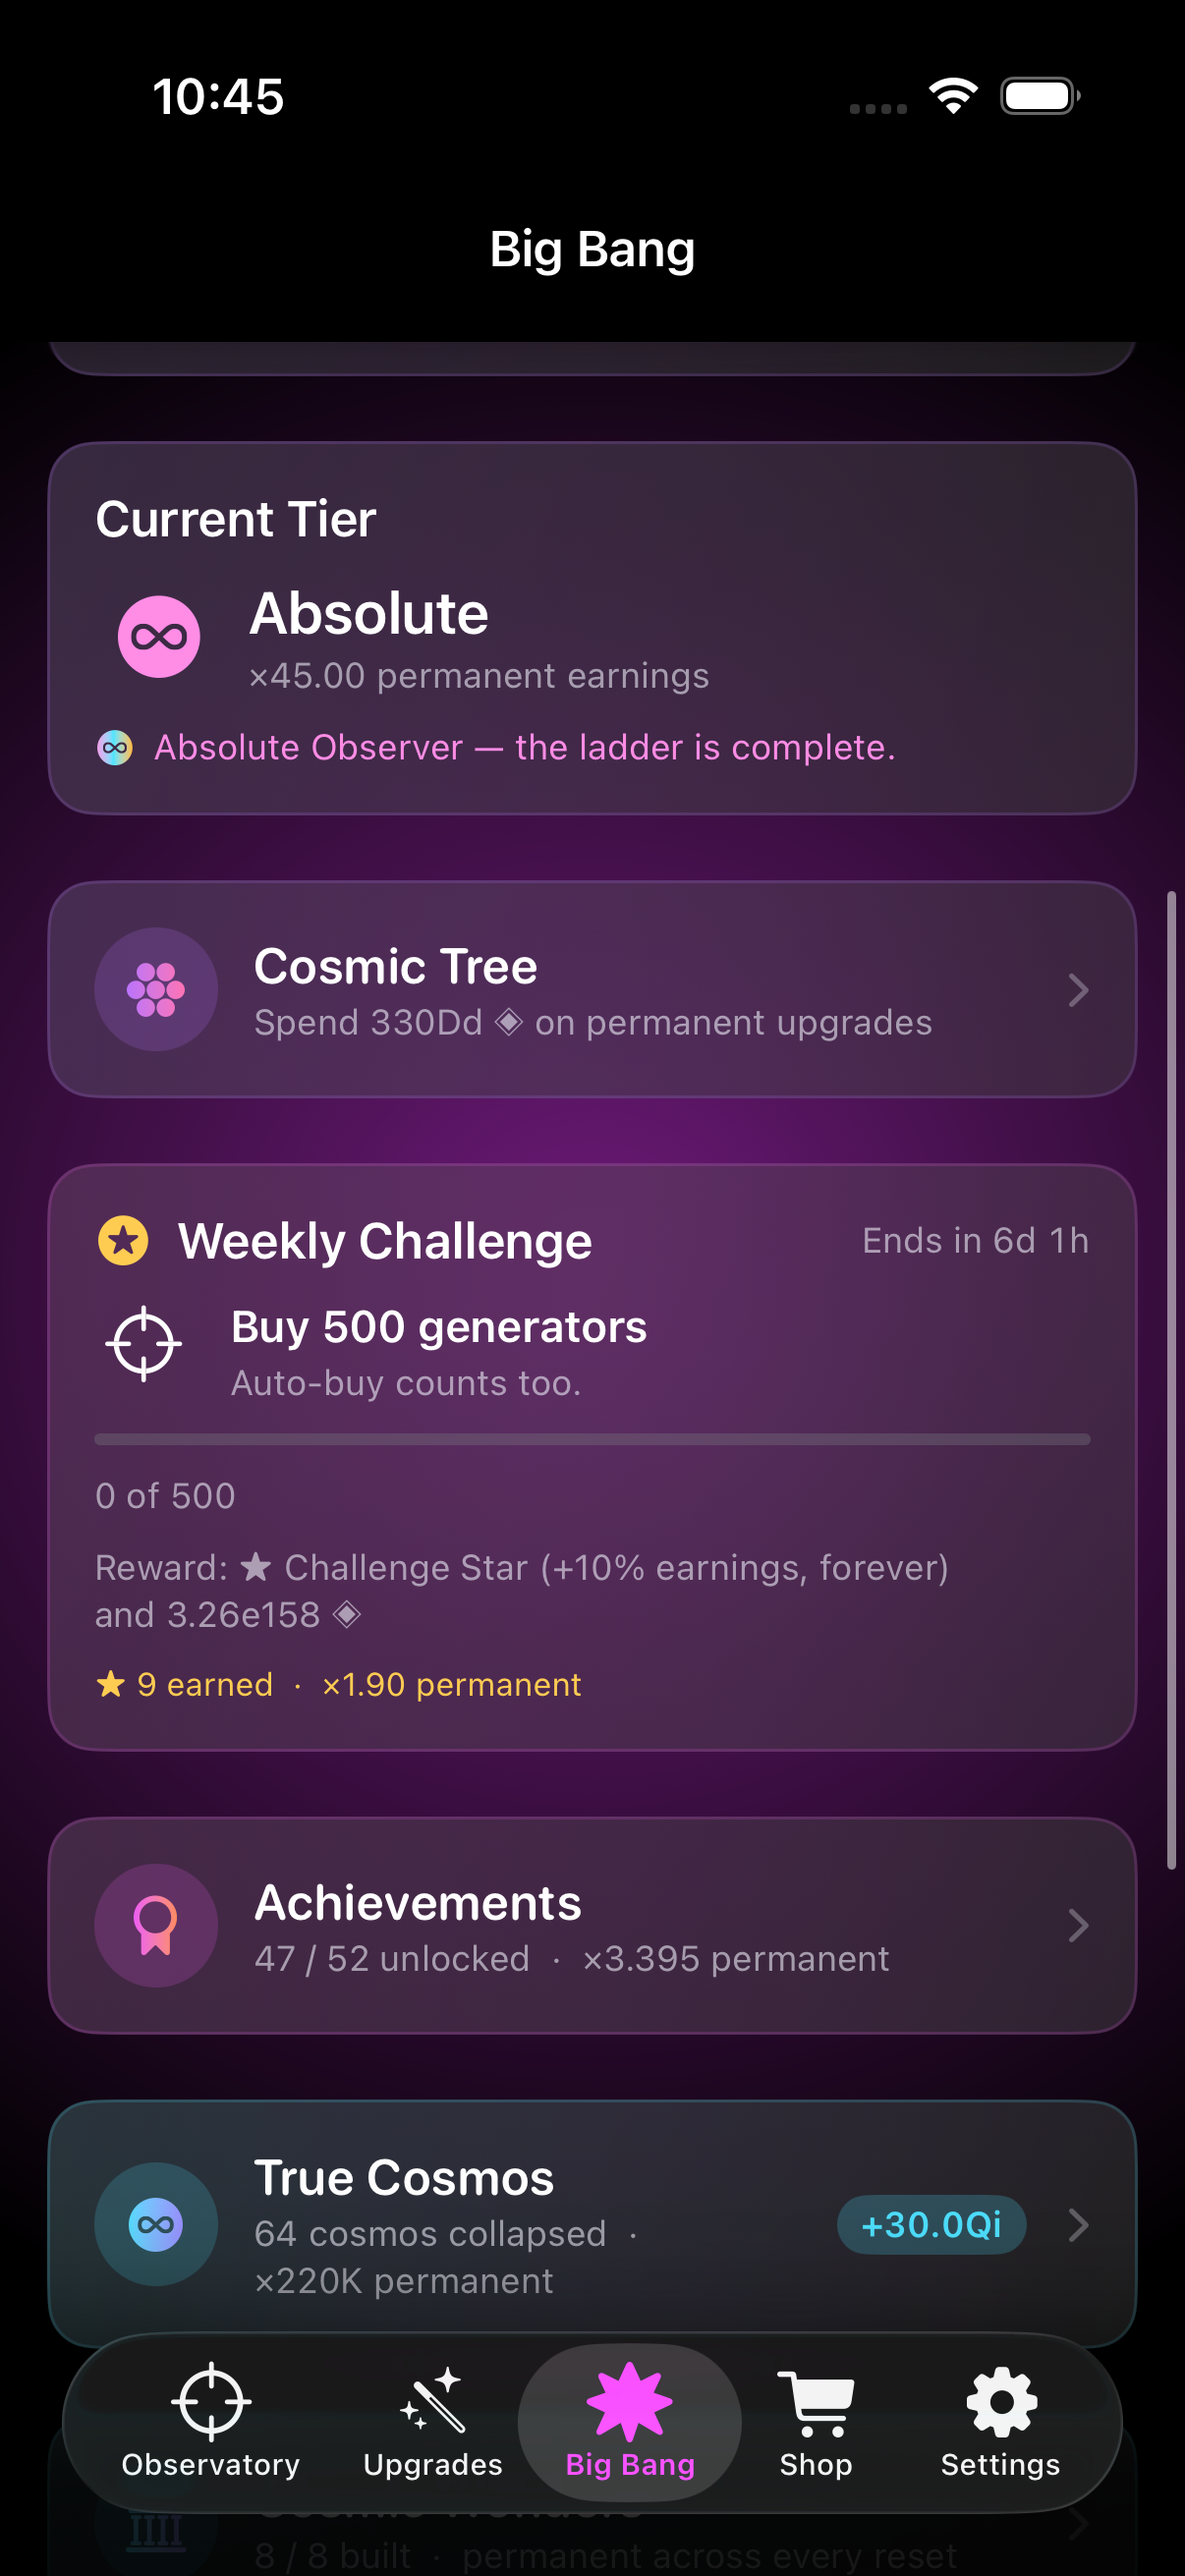 10:45
Big Bang
Current Tier
Absolute
×45.00 permanent earnings
Absolute Observer — the ladder is complete.
Cosmic Tree
Spend 330Dd ◈ on permanent upgrades
Weekly Challenge
Ends in 6d 1h
Buy 500 generators
Auto-buy counts too.
0 of 500
Reward: ★ Challenge Star (+10% earnings, forever)
and 3.26e158 ◈
★ 9 earned · ×1.90 permanent
Achievements
47 / 52 unlocked · ×3.395 permanent
True Cosmos
64 cosmos collapsed ·
×220K permanent
+30.0Qi
Observatory
Upgrades
Big Bang
Shop
Settings
8 / 8 built · permanent across every reset